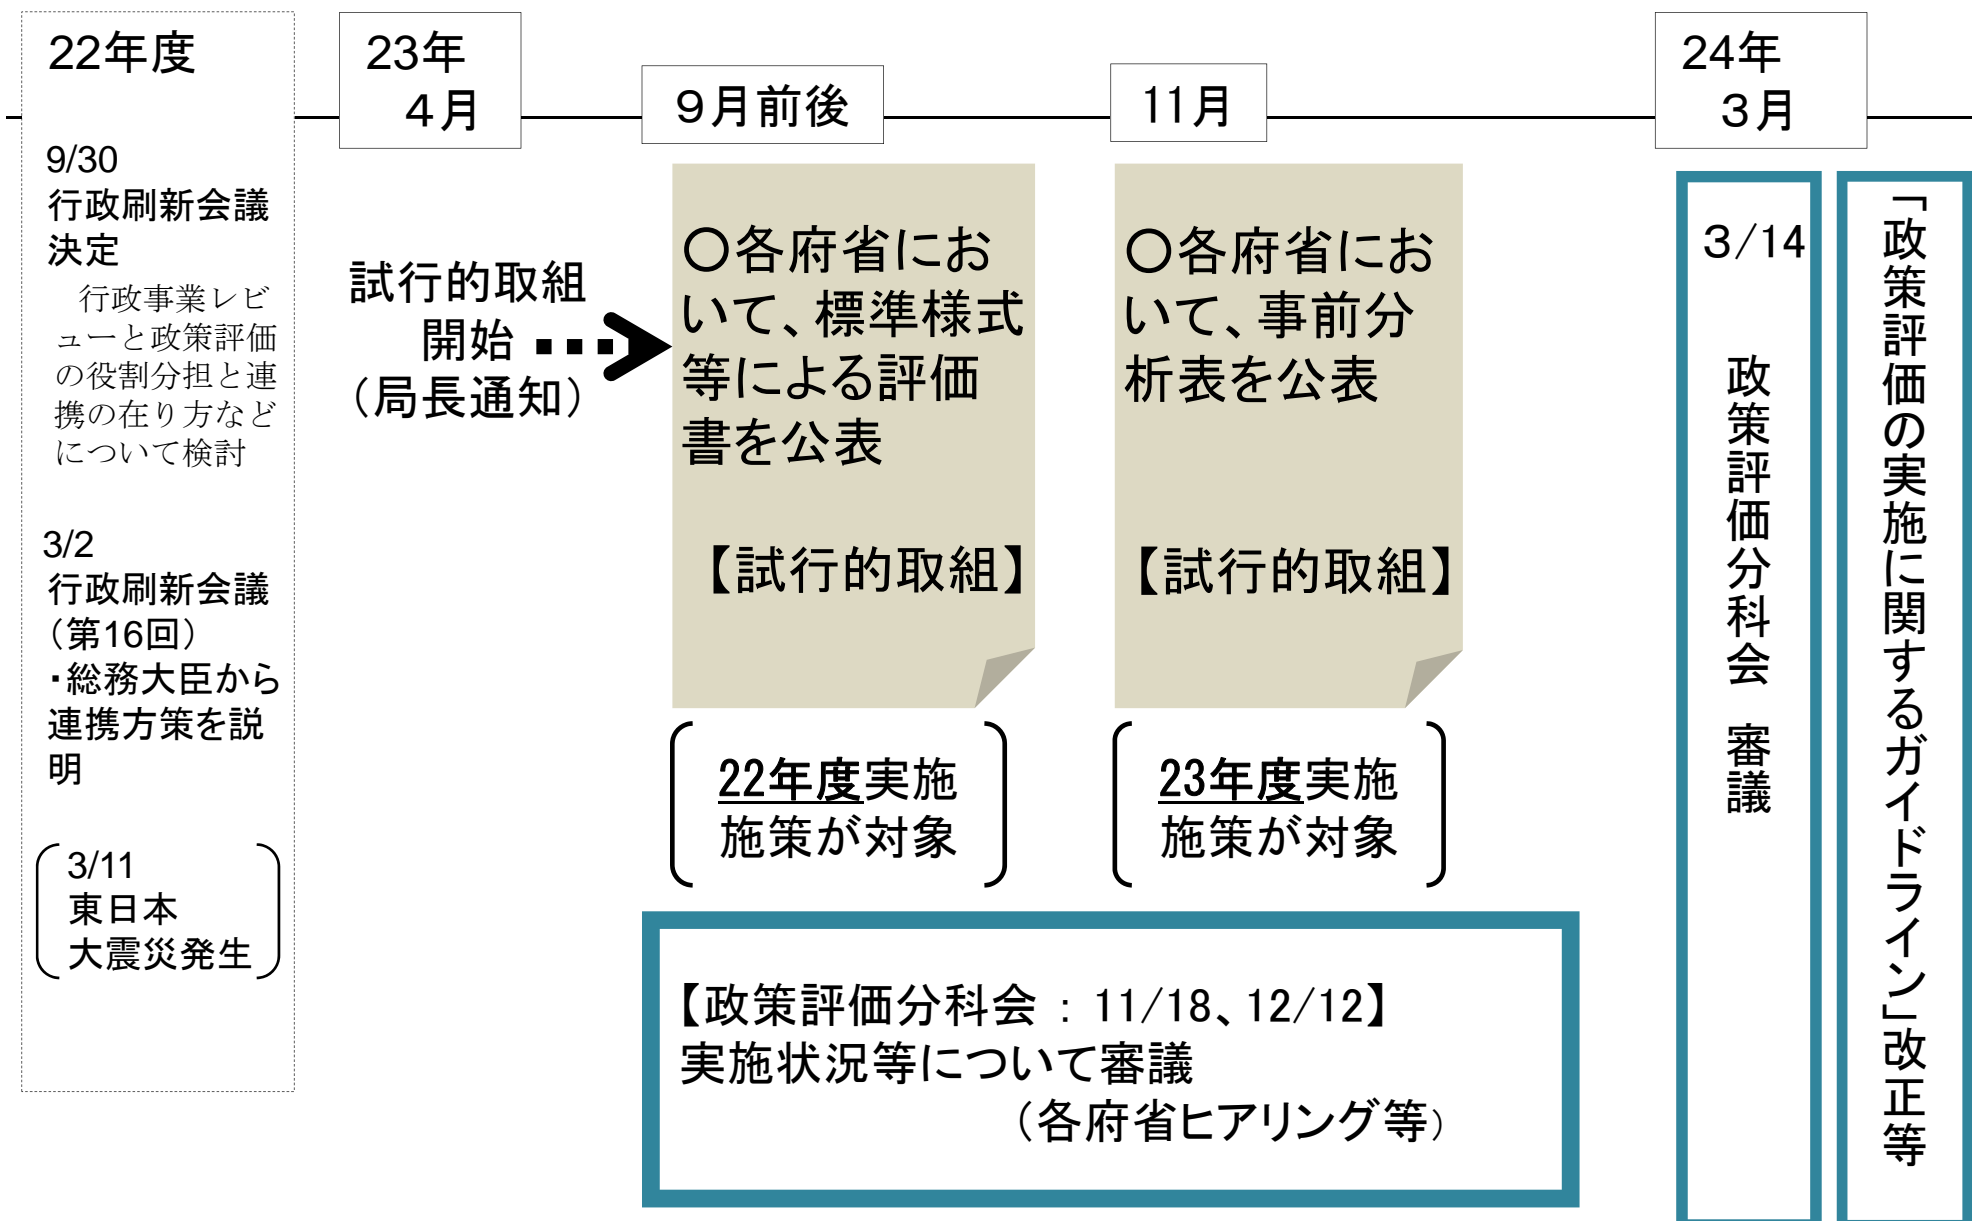 22年度
9/30
行政刷新会議
決定
行政事業レビ
ューと政策評価
の役割分担と連
携の在り方など
について検討
3/2
行政刷新会議
（第16回）
・総務大臣から
連携方策を説
明
3/11
東日本
大震災発生
23年
４月
試行的取組
開始
（局長通知）
９月前後
〇各府省にお
いて、標準様式
等による評価
書を公表
【試行的取組】
22年度実施
施策が対象
11月
〇各府省にお
いて、事前分
析表を公表
【試行的取組】
23年度実施
施策が対象
【政策評価分科会：11/18、12/12】
実施状況等について審議
（各府省ヒアリング等）
24年
３月
３/14
政策評価分科会　審議
「政策評価の実施に関するガイドライン」改正等